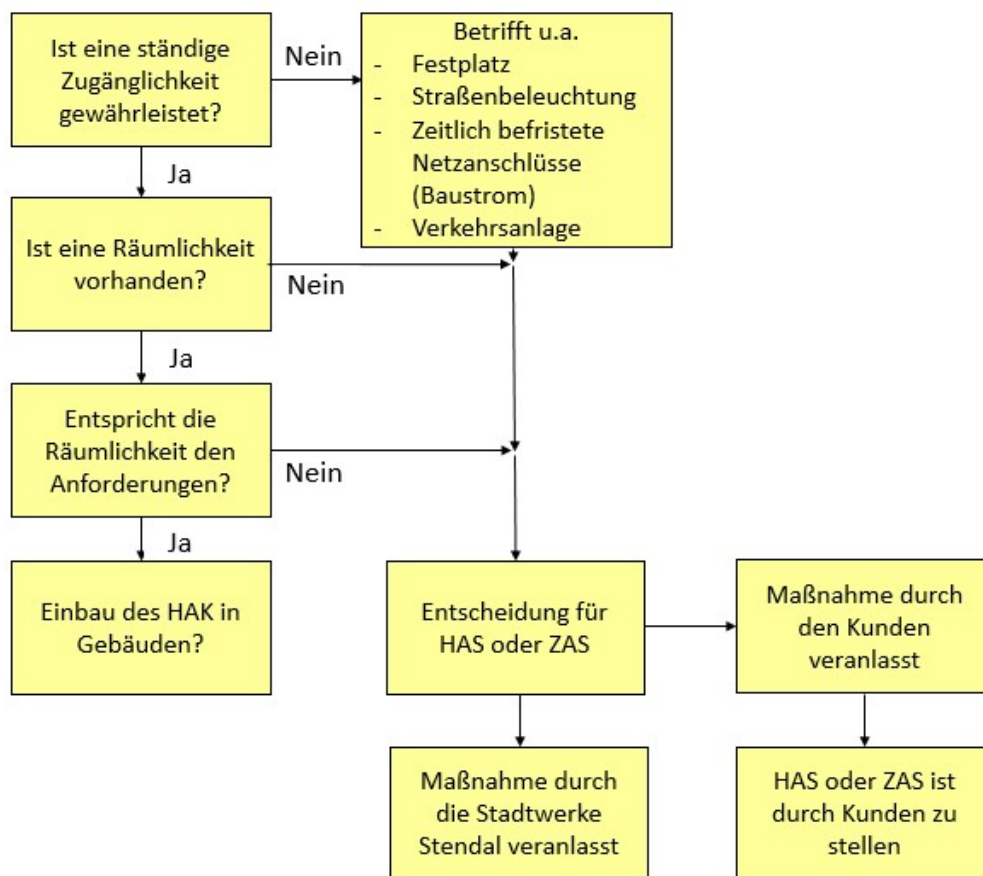 Ist eine ständige
Zugänglichkeit
gewährleistet?
Nein
Betrifft u.a.
- Festplatz
- Straßenbeleuchtung
- Zeitlich befristete
Netzanschlüsse
(Baustrom)
- Verkehrsanlage
Ja
Ist eine Räumlichkeit
vorhanden?
Nein
Ja
Entspricht die
Räumlichkeit den
Anforderungen?
Nein
Ja
Einbau des HAK in
Gebäuden?
Entscheidung für
HAS oder ZAS
Maßnahme durch
den Kunden
veranlasst
Maßnahme durch
die Stadtwerke
Stendal veranlasst
HAS oder ZAS ist
durch Kunden zu
stellen